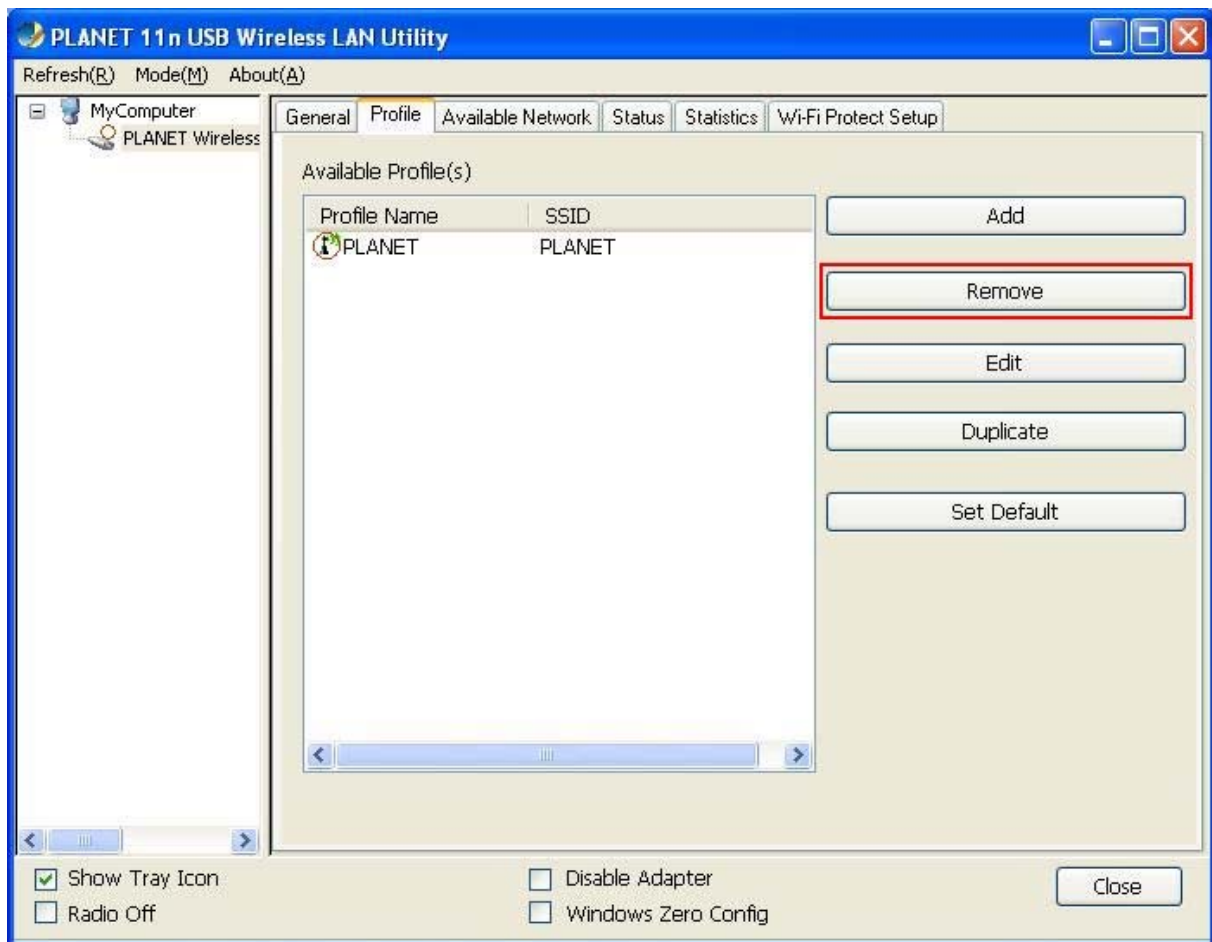 PLANET 11n USB Wireless LAN Utility
Refresh(R) Mode(M) About(A)
MyComputer
PLANET Wireless
General Profile Available Network Status Statistics Wi-Fi Protect Setup
Available Profile(s)
Profile Name SSID
PLANET PLANET
Add
Remove
Edit
Duplicate
Set Default
Show Tray Icon
Radio Off
Disable Adapter
Windows Zero Config
Close